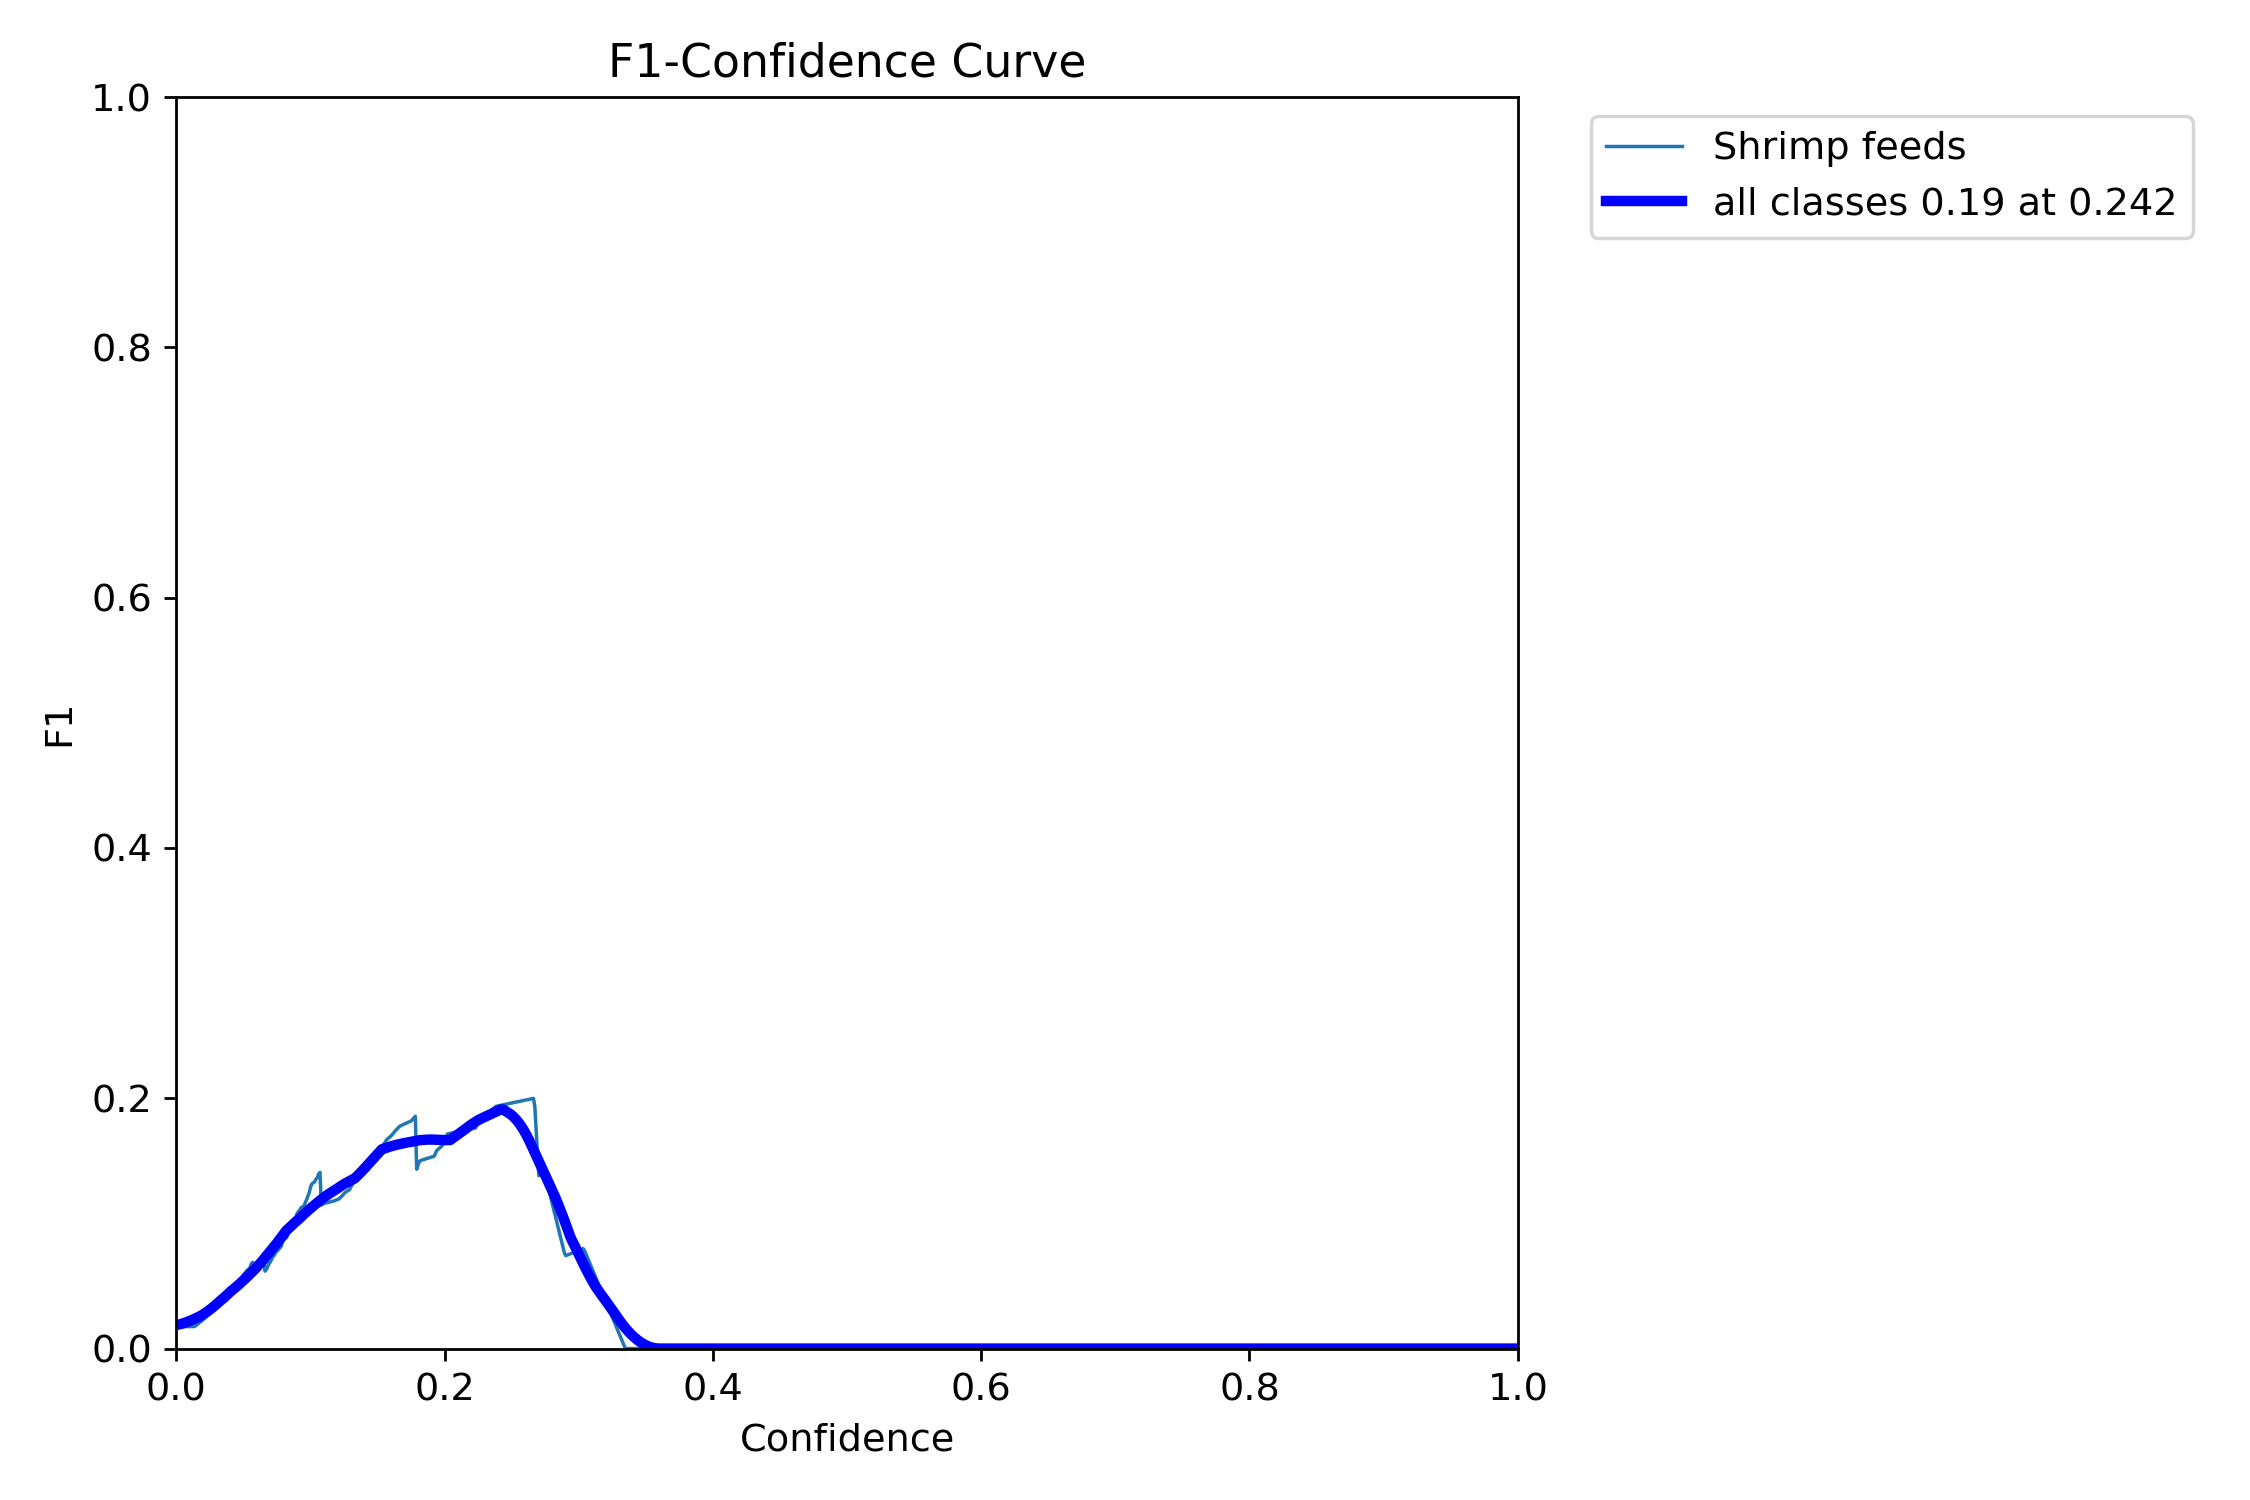 F1-Confidence Curve
1.0
0.8
0.6
0.4
0.2
0.0
F1
0.0 0.2 0.4 0.6 0.8 1.0
Confidence
Shrimp feeds
all classes 0.19 at 0.242